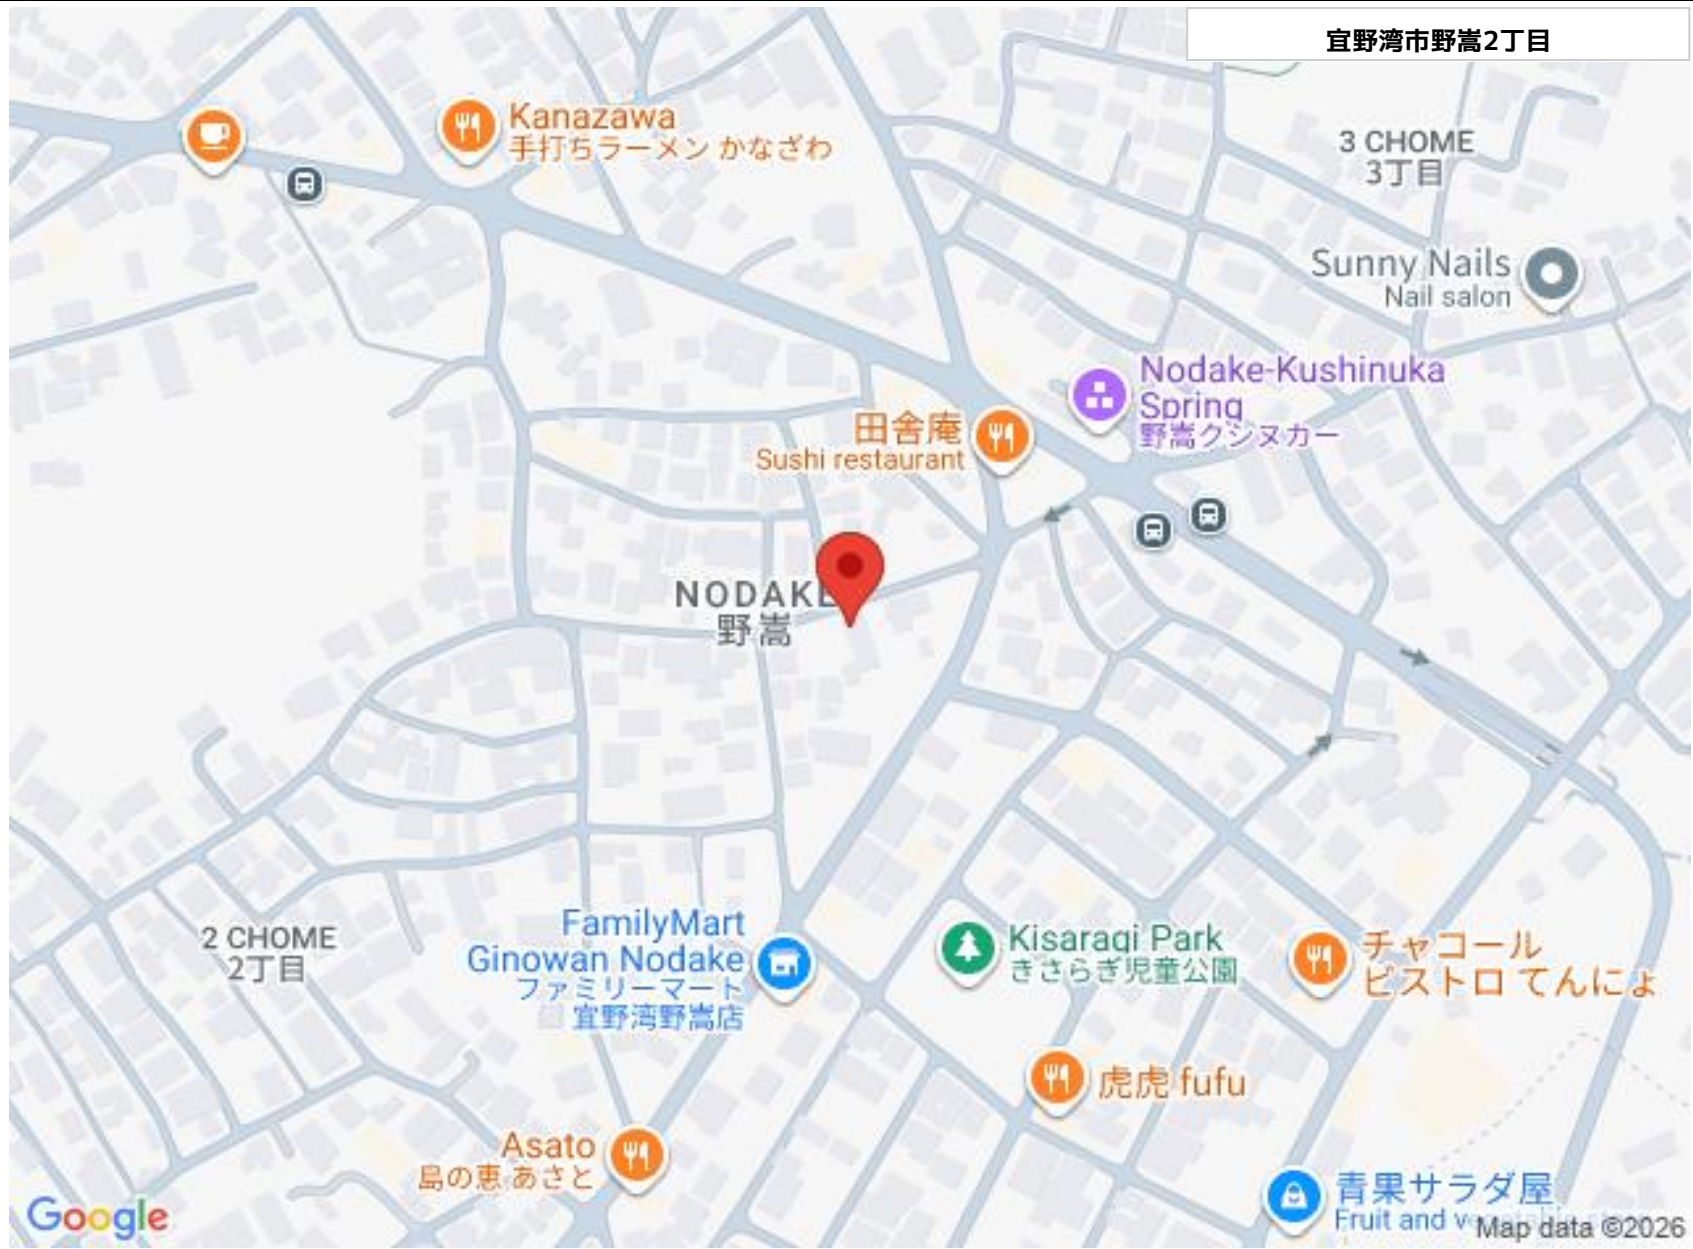 宜野湾市野嵩2丁目
Kanazawa
手打ちラーメン かなざわ
3 CHOME
3丁目
Sunny Nails
Nail salon
Nodake-Kushinuka
Spring
野嵩クシヌカー
田舎庵
Sushi restaurant
NODAKE
野嵩
FamilyMart
Ginowan Nodake
ファミリーマート
宜野湾野嵩店
2 CHOME
2丁目
Kisaragi Park
きさらぎ児童公園
チャコール
ビストロ てんにょ
虎虎 fufu
Asato
島の恵 あさと
青果サラダ屋
Fruit and
Google
Map data ©2026